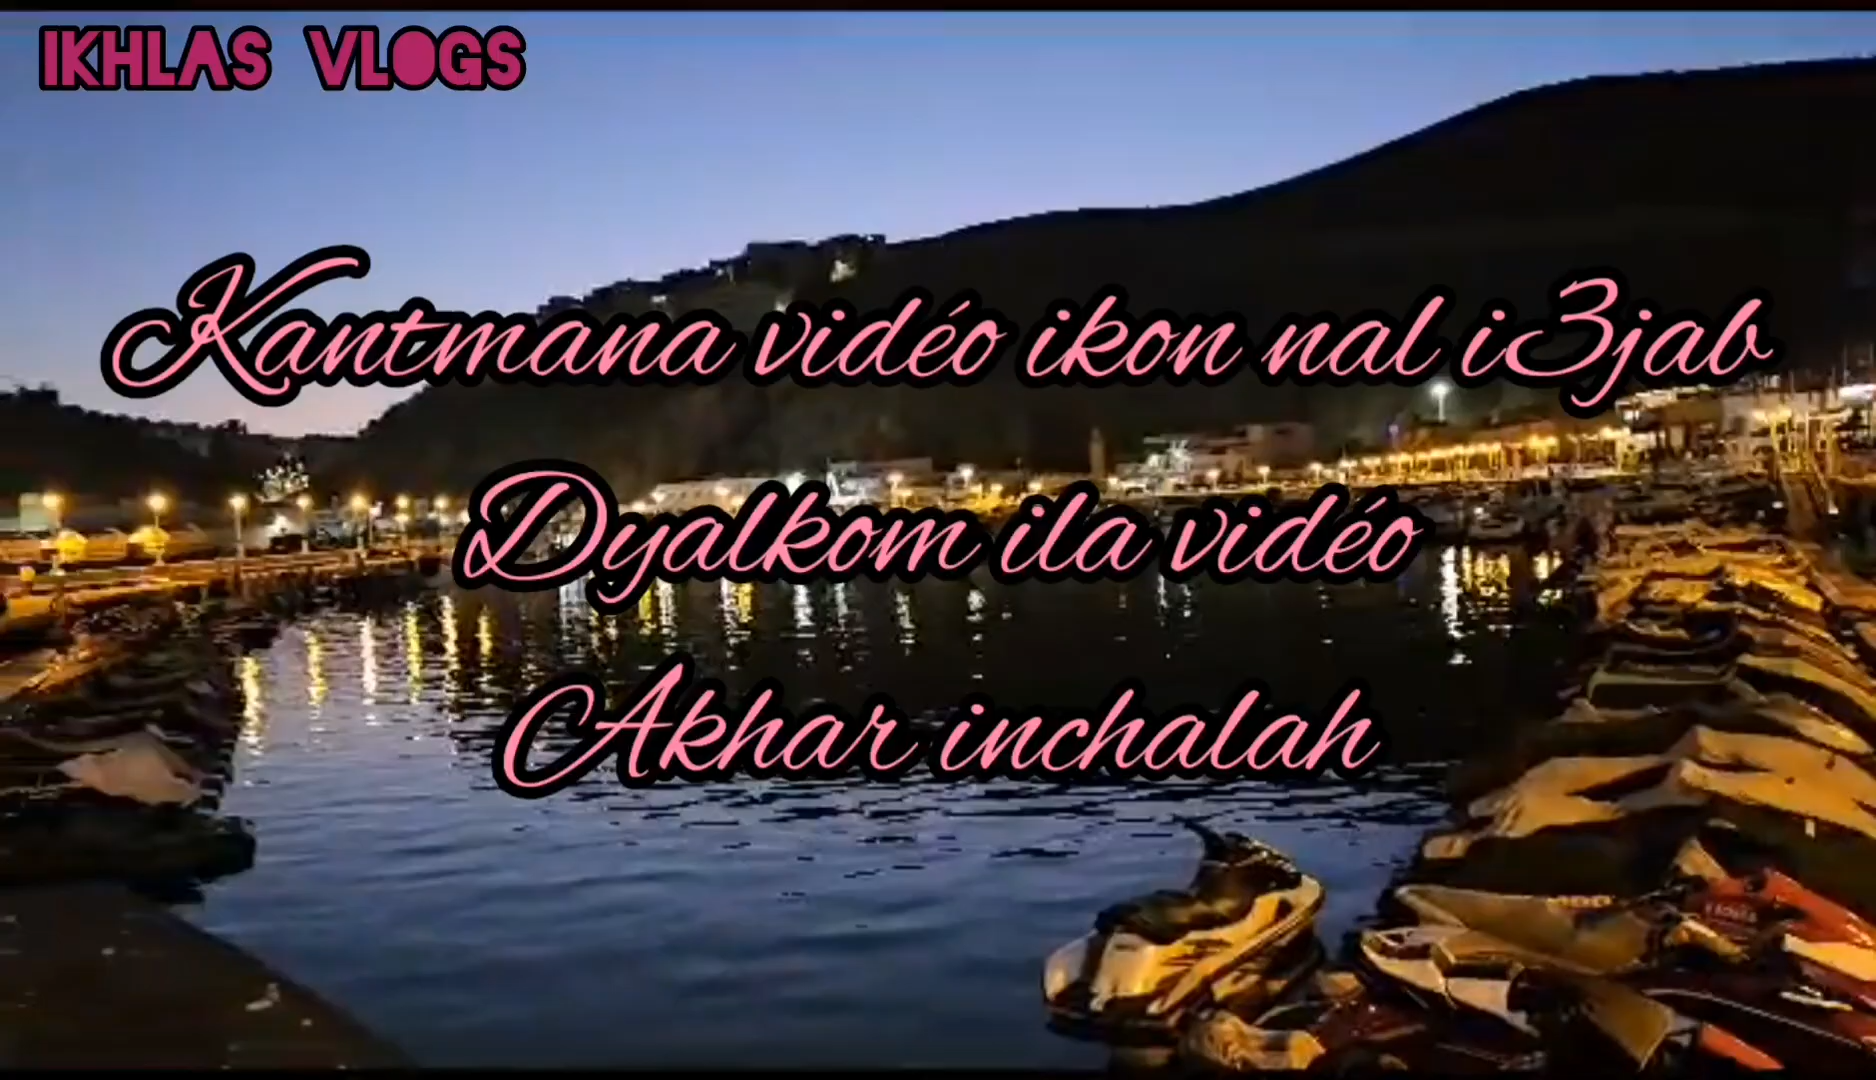 IKHLAS VLOGS
Kantmana vidéo ikon nal i3jab
Dyalkom ila vidéo
Akhar inchalah